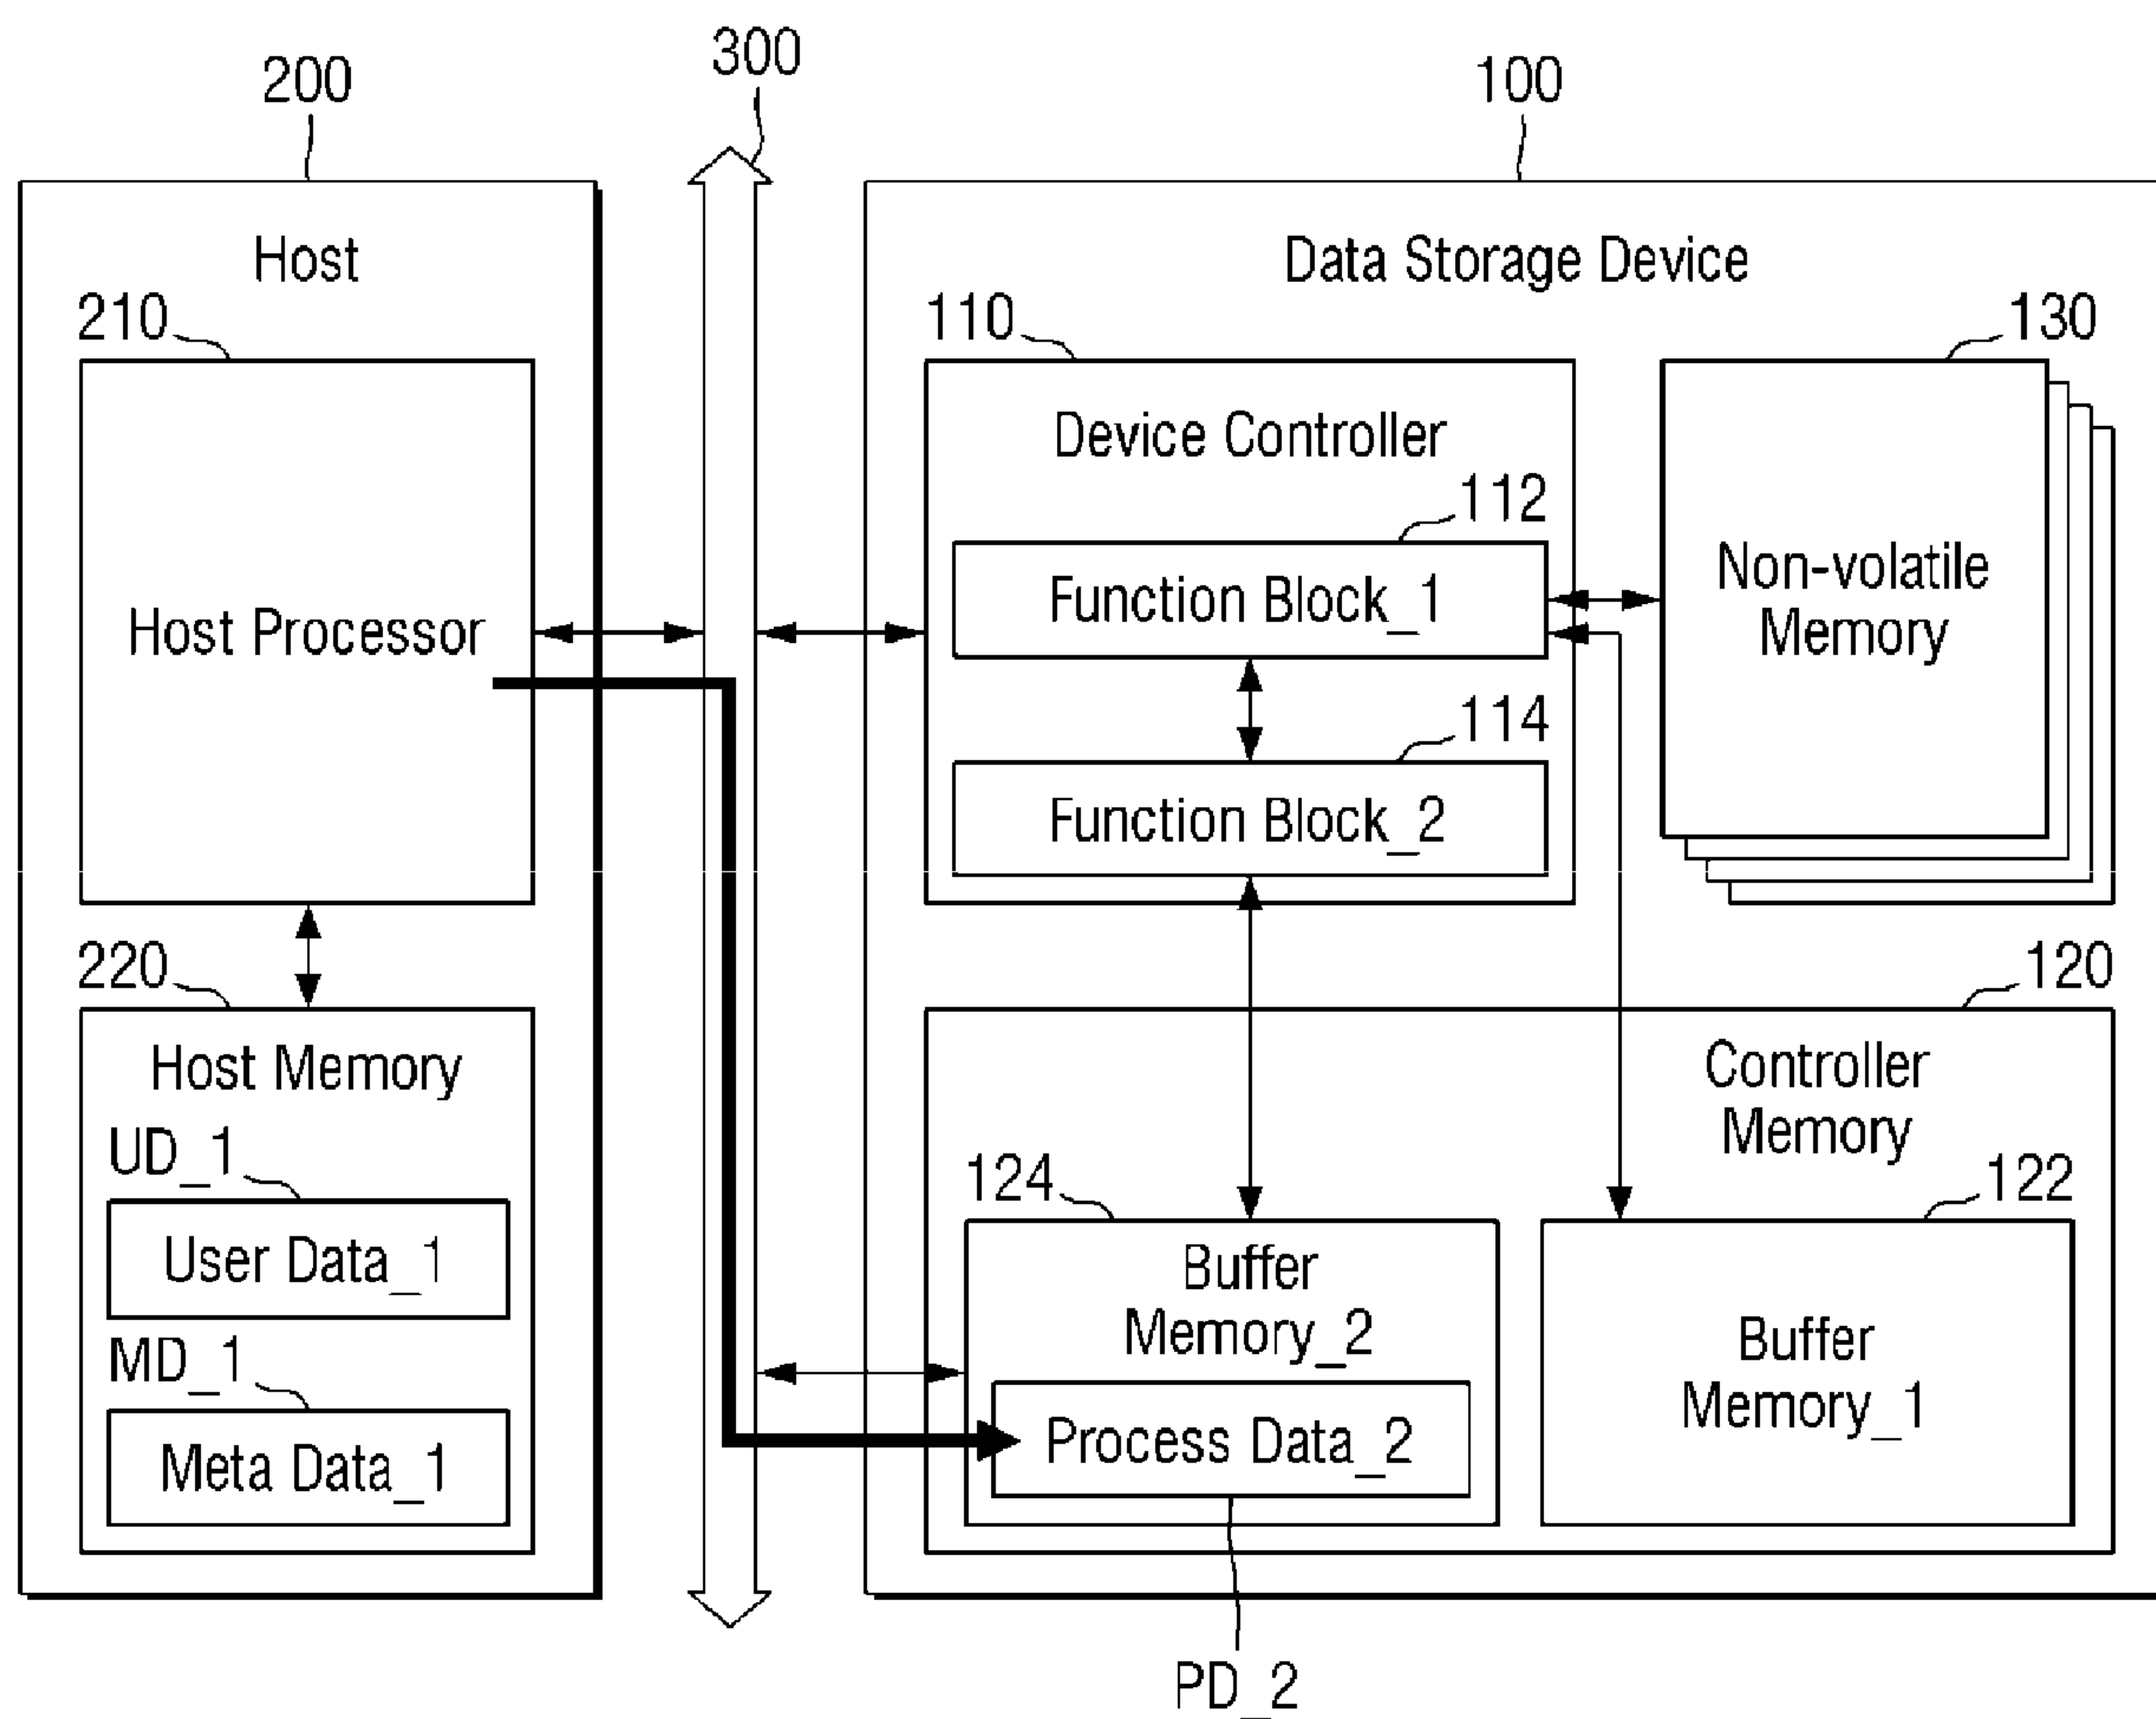 300
200
100
Host
Data Storage Device
210
110
130
Device Controller
112
Function Block_1
Non-volatile
Memory
Host Processor
114
Function Block_2
220
120
Host Memory
Controller
Memory
UD_1
124
122
User Data_1
Buffer
Memory_2
Buffer
Memory_1
MD_1
Meta Data_1
Process Data_2
PD_2